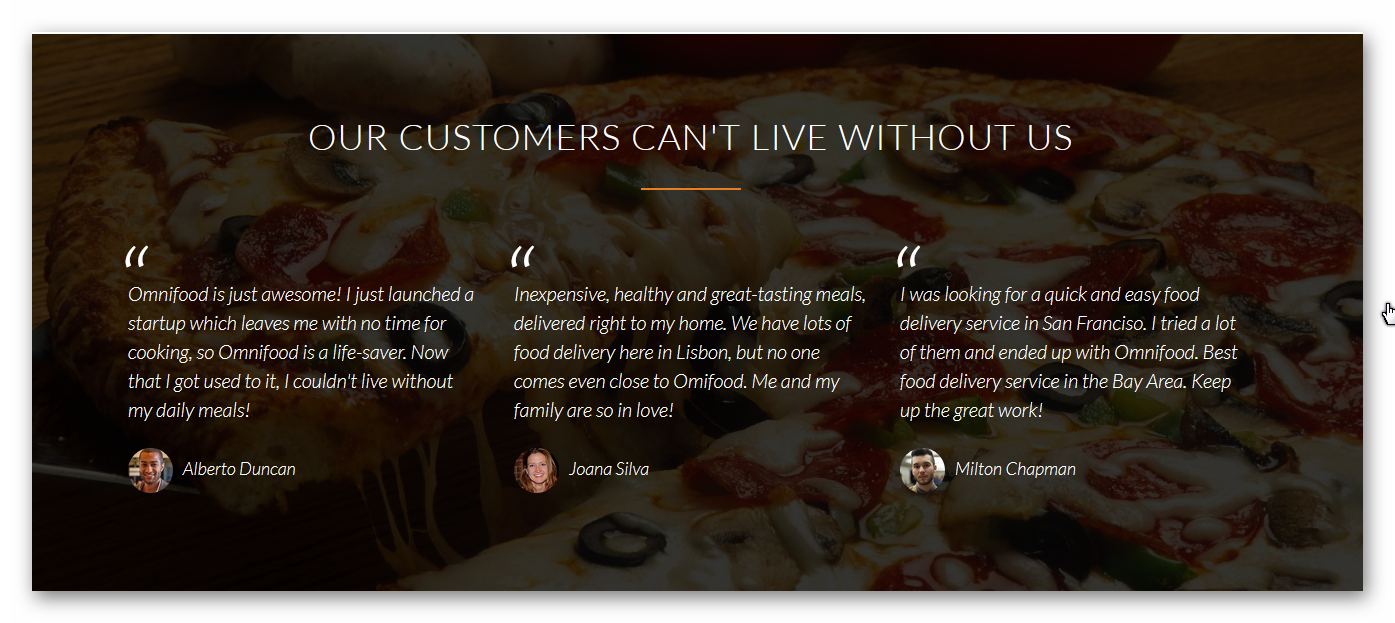 OUR CUSTOMERS CAN'T LIVE WITHOUT US
“
Omnifood is just awesome! I just launched a
startup which leaves me with no time for
cooking, so Omnifood is a life-saver. Now
that I got used to it, I couldn't live without
my daily meals!
Alberto Duncan
“
Inexpensive, healthy and great-tasting meals,
delivered right to my home. We have lots of
food delivery here in Lisbon, but no one
comes even close to Omifood. Me and my
family are so in love!
Joana Silva
“
I was looking for a quick and easy food
delivery service in San Franciso. I tried a lot
of them and ended up with Omnifood. Best
food delivery service in the Bay Area. Keep
up the great work!
Milton Chapman